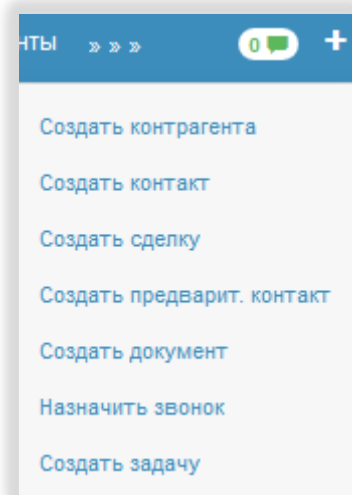 нты » » » 0 +
Создать контрагента
Создать контакт
Создать сделку
Создать предварит. контакт
Создать документ
Назначить звонок
Создать задачу